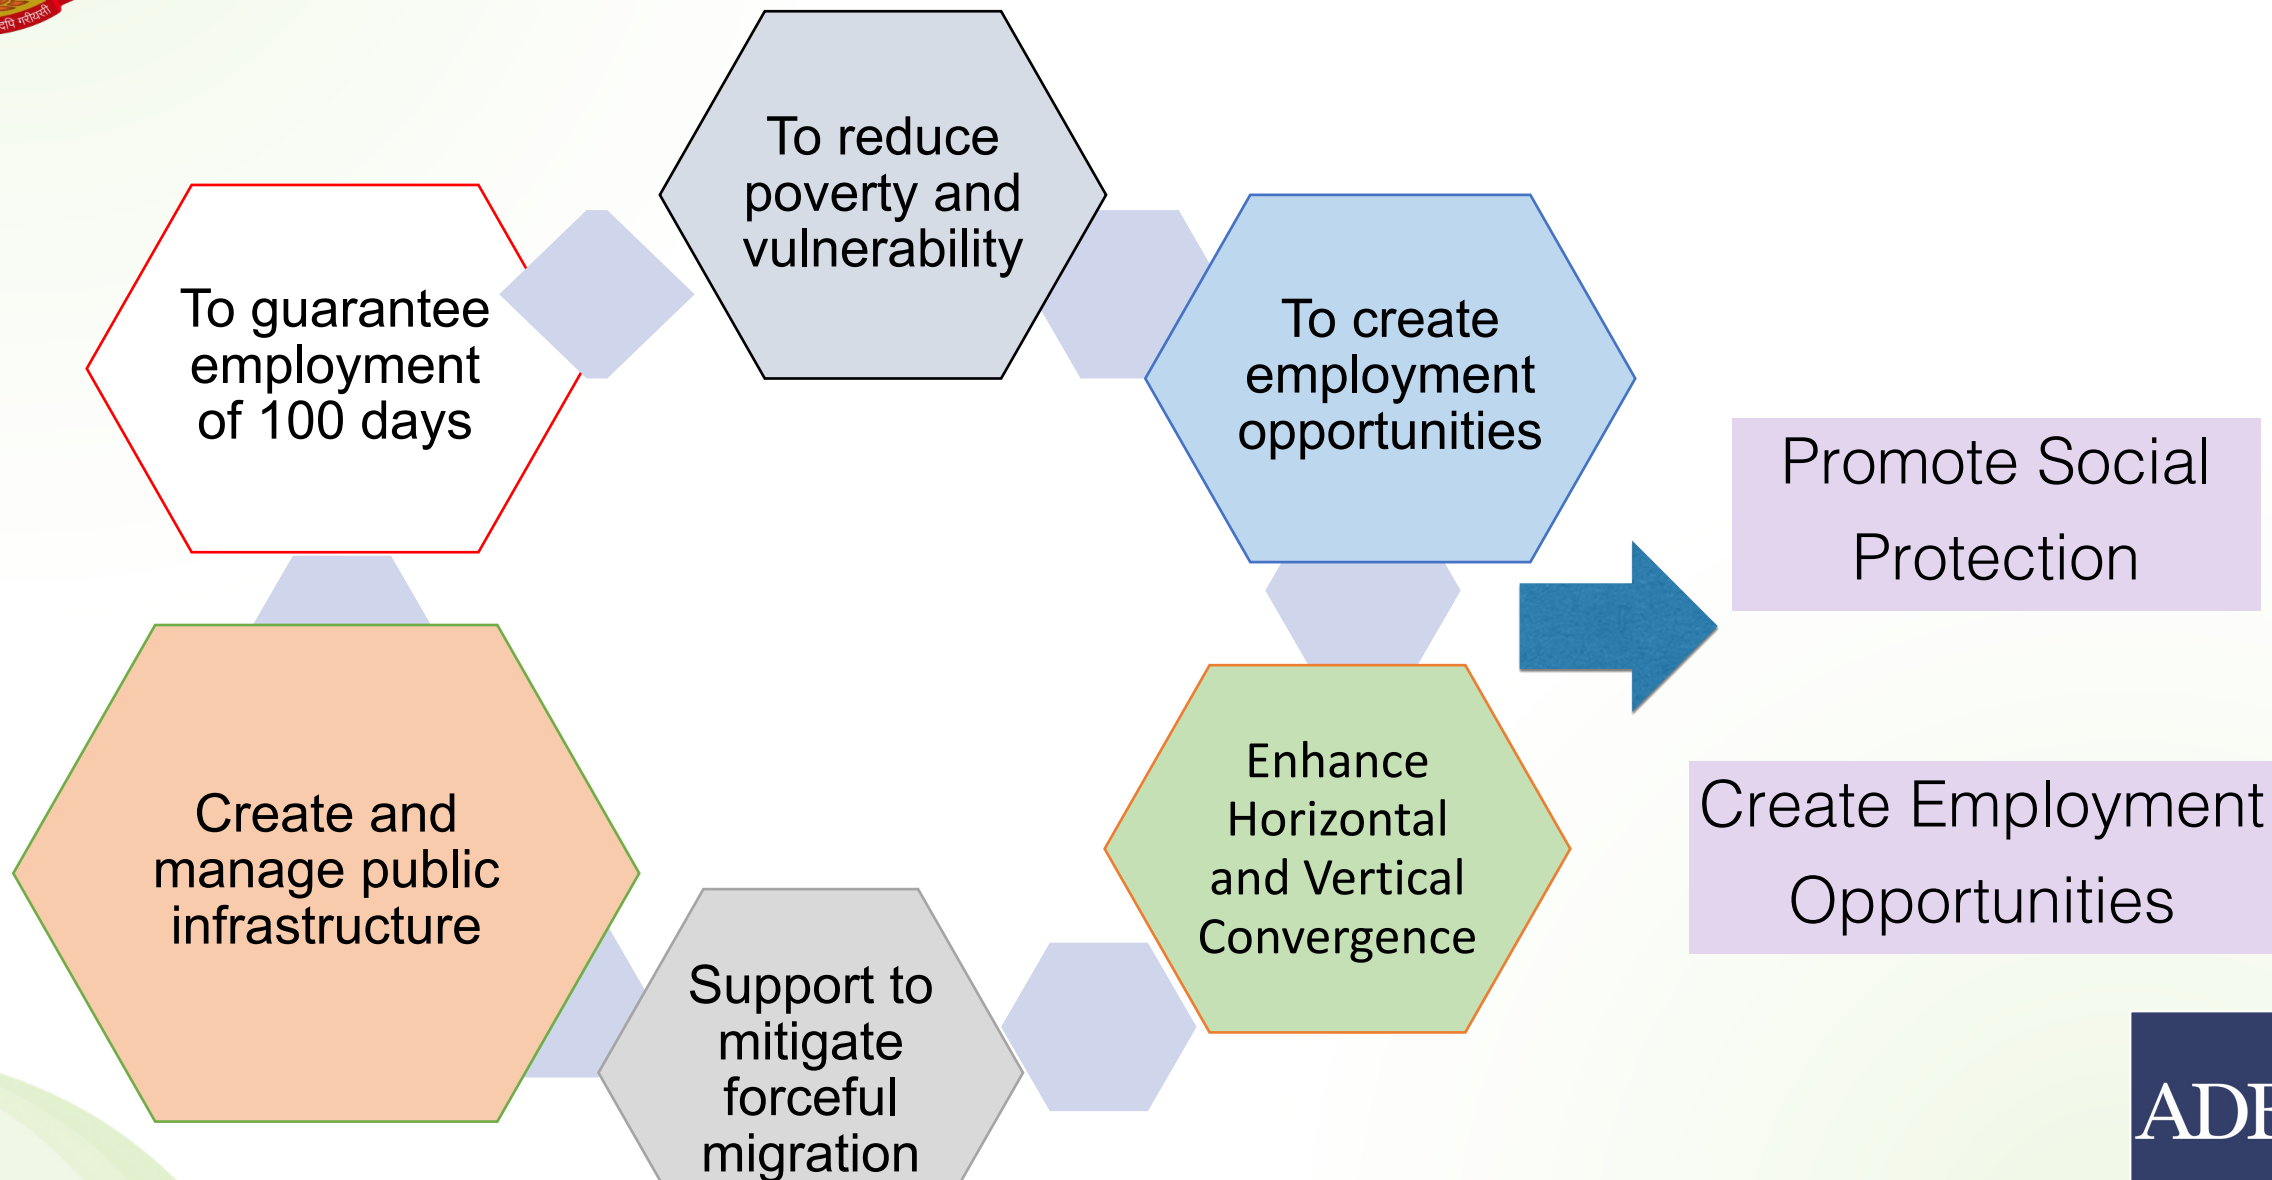 To reduce
poverty and
vulnerability
To guarantee
employment
of 100 days
To create
employment
opportunities
Promote Social
Protection
Create and
manage public
infrastructure
Enhance
Horizontal
and Vertical
Convergence
Create Employment
Opportunities
Support to
mitigate
forceful
migration